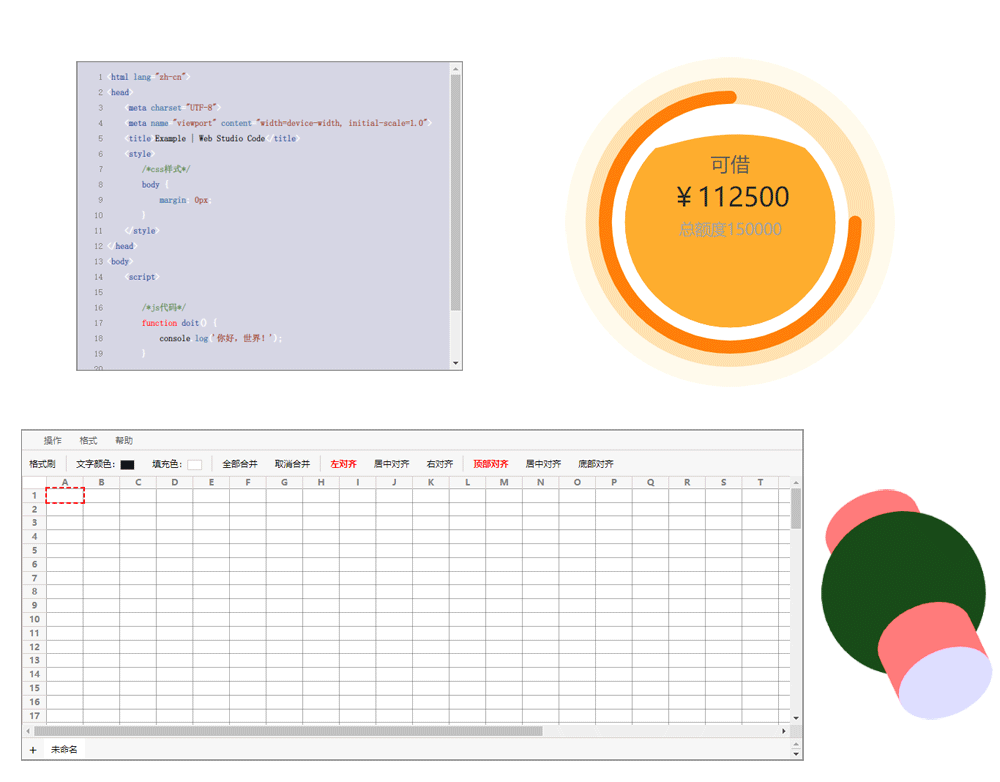 1 <html lang="zh-cn">
2 <head>
3 <meta charset="UTF-8">
4 <meta name="viewport" content="width=device-width, initial-scale=1.0">
5 <title>Example | Web Studio Code</title>
6 <style>
7 /*css样式*/
8 body {
9 margin: 0px;
10 }
11 </style>
12 </head>
13 <body>
14 <script>
15
16 /*js代码*/
17 function doit() {
18 console.log('你好，世界！');
19 }
20
可借
¥ 112500
总额度150000
操作 格式 帮助
格式刷 文字颜色： 填充色： 全部合并 取消合并 左对齐 居中对齐 右对齐 顶部对齐 居中对齐 底部对齐
A B C D E F G H I J K L M N O P Q R S T
1
2
3
4
5
6
7
8
9
10
11
12
13
14
15
16
17
+ 未命名